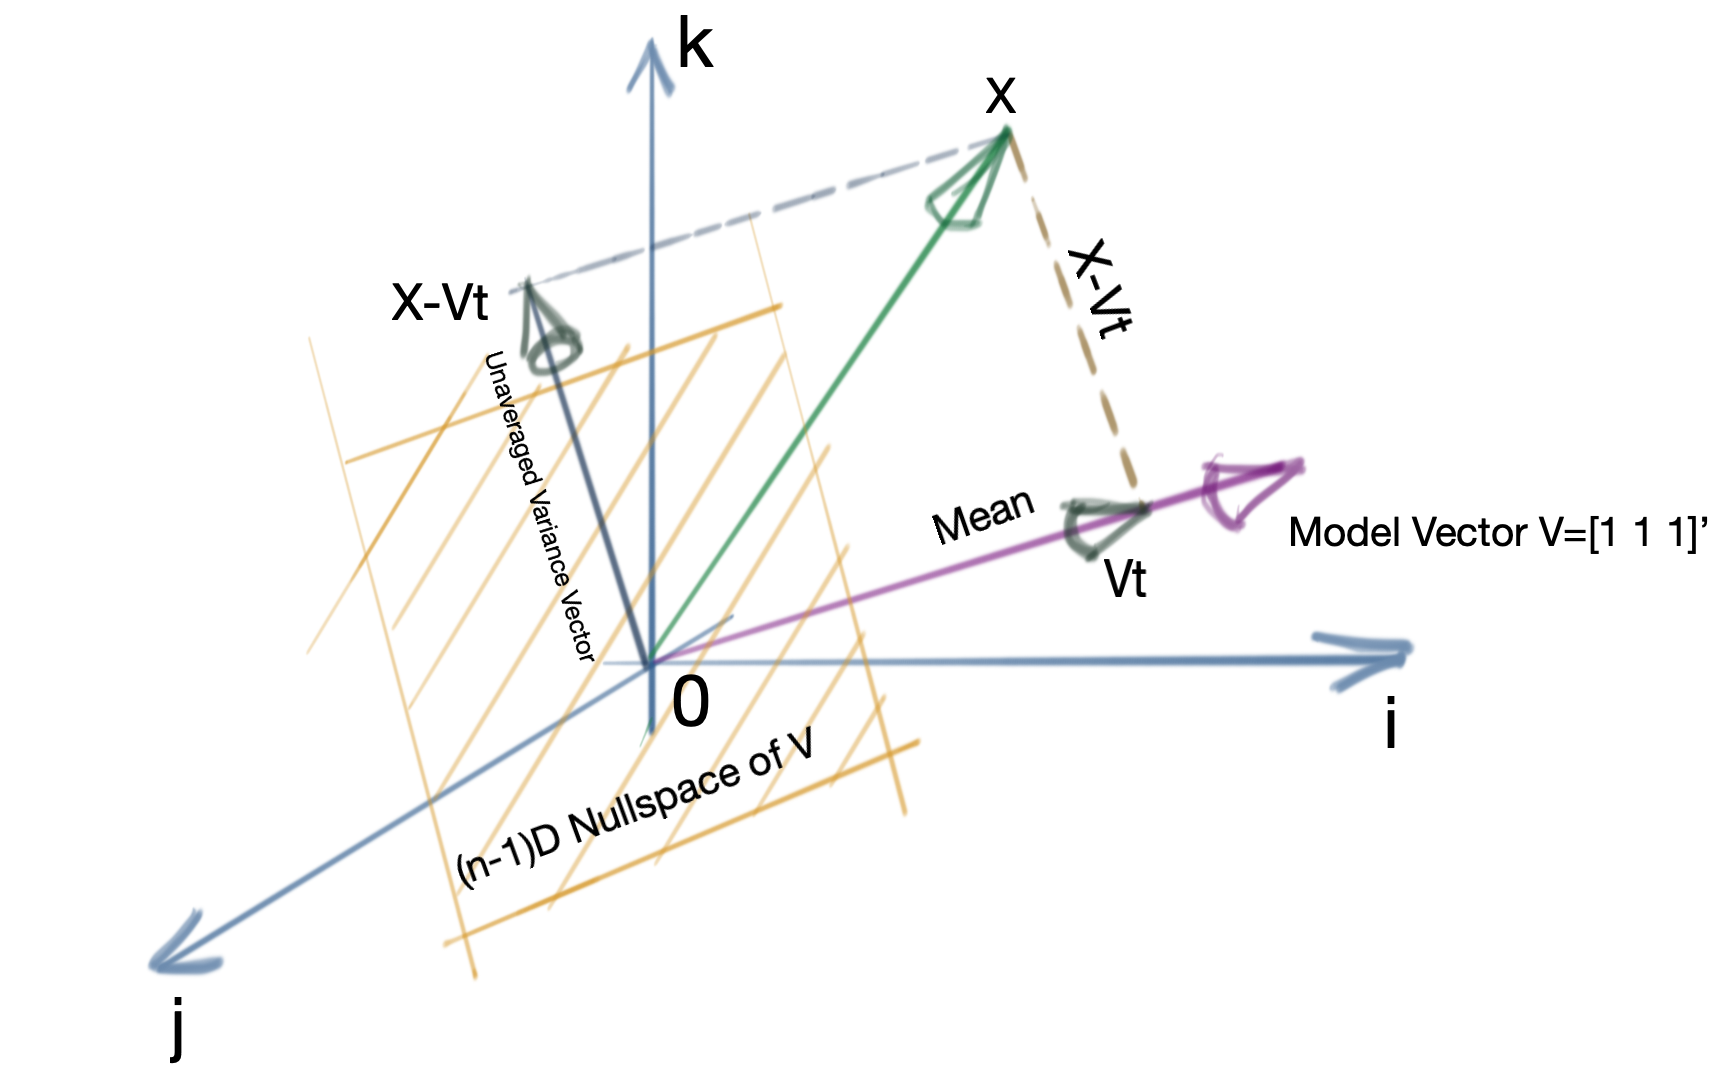 k
X
X-Vt
X-Vt
Unaveraged Variance Vector
Mean
Model Vector V=[1 1 1]’
Vt
0
i
(n-1)D Nullspace of V
j